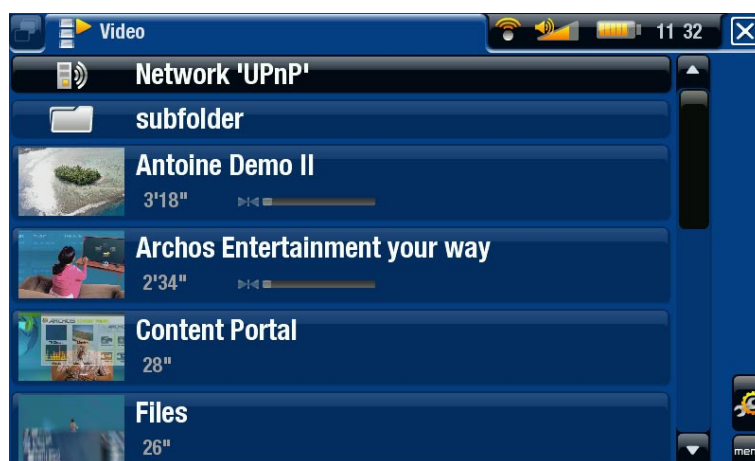 Video
11 32
Network 'UPnP'
subfolder
Antoine Demo II
3'18"
Archos Entertainment your way
2'34"
Content Portal
28"
Files
26"